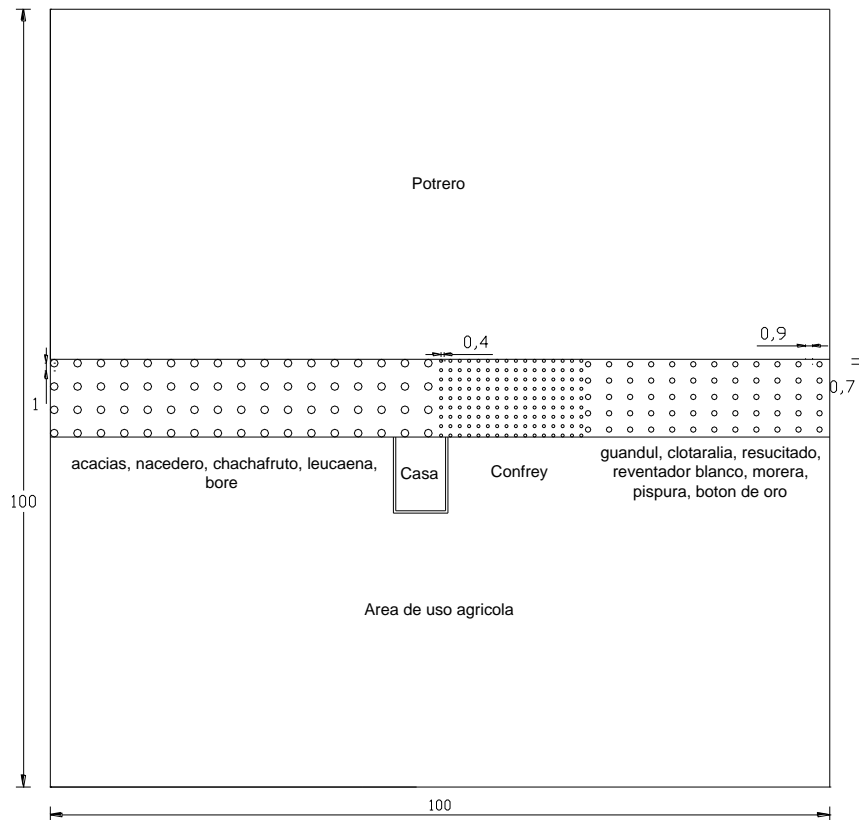 Potrero
0,4
0,9
0,7
1
acacias, nacedero, chachafruto, leucaena,
bore
Casa
Confrey
guandul, clotaralia, resucitado,
reventador blanco, morera,
pispura, boton de oro
100
Area de uso agricola
100